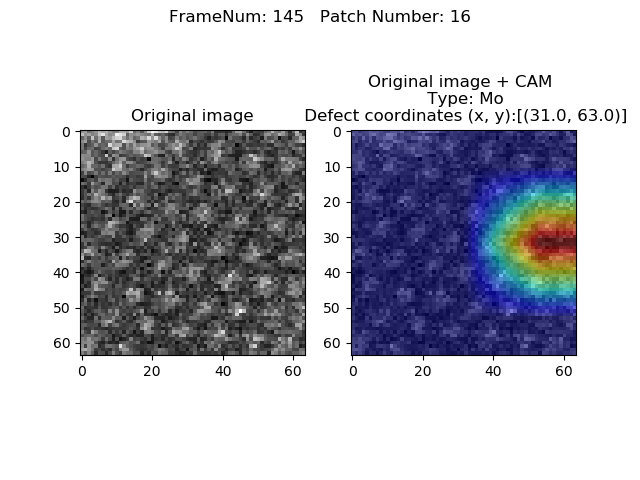 FrameNum: 145   Patch Number: 16
Original image
0
10
20
30
40
50
60
0 20 40 60
Original image + CAM
Type: Mo
Defect coordinates (x, y):[(31.0, 63.0)]
0
10
20
30
40
50
60
0 20 40 60